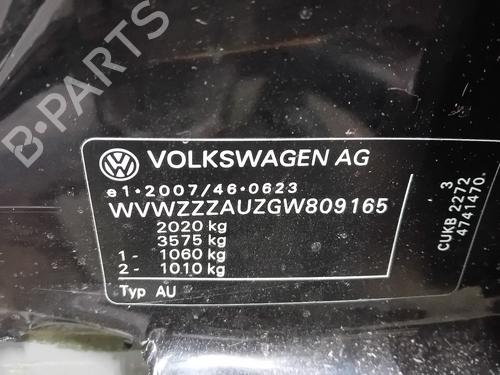 B-PARTS
VOLKSWAGEN AG
e1*2007/46*0623
WVWZZZAUZGW809165
2020 kg
3575 kg
1- 1060 kg
2- 1010 kg
Typ AU
3
CUKB 2272
4741470.